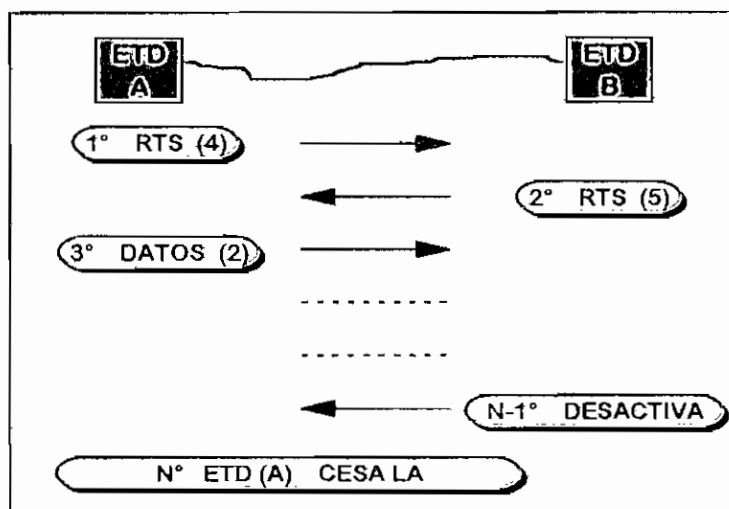 ETD
A
ETD
B
1° RTS (4)
2° RTS (5)
3° DATOS (2)
N-1° DESACTIVA
N° ETD (A) CESA LA